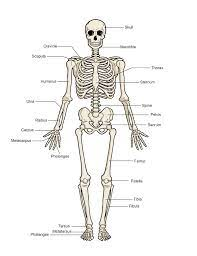 Skull
Clavicle
Mandible
Scapula
Thorax
Humerus
Sternum
Ulna
Spine
Radius
Pelvis
Carpus
Sacrum
Metacarpus
Phalanges
Femur
Patella
Tibia
Fibula
Tarsus
Metatarsus
Phalanges